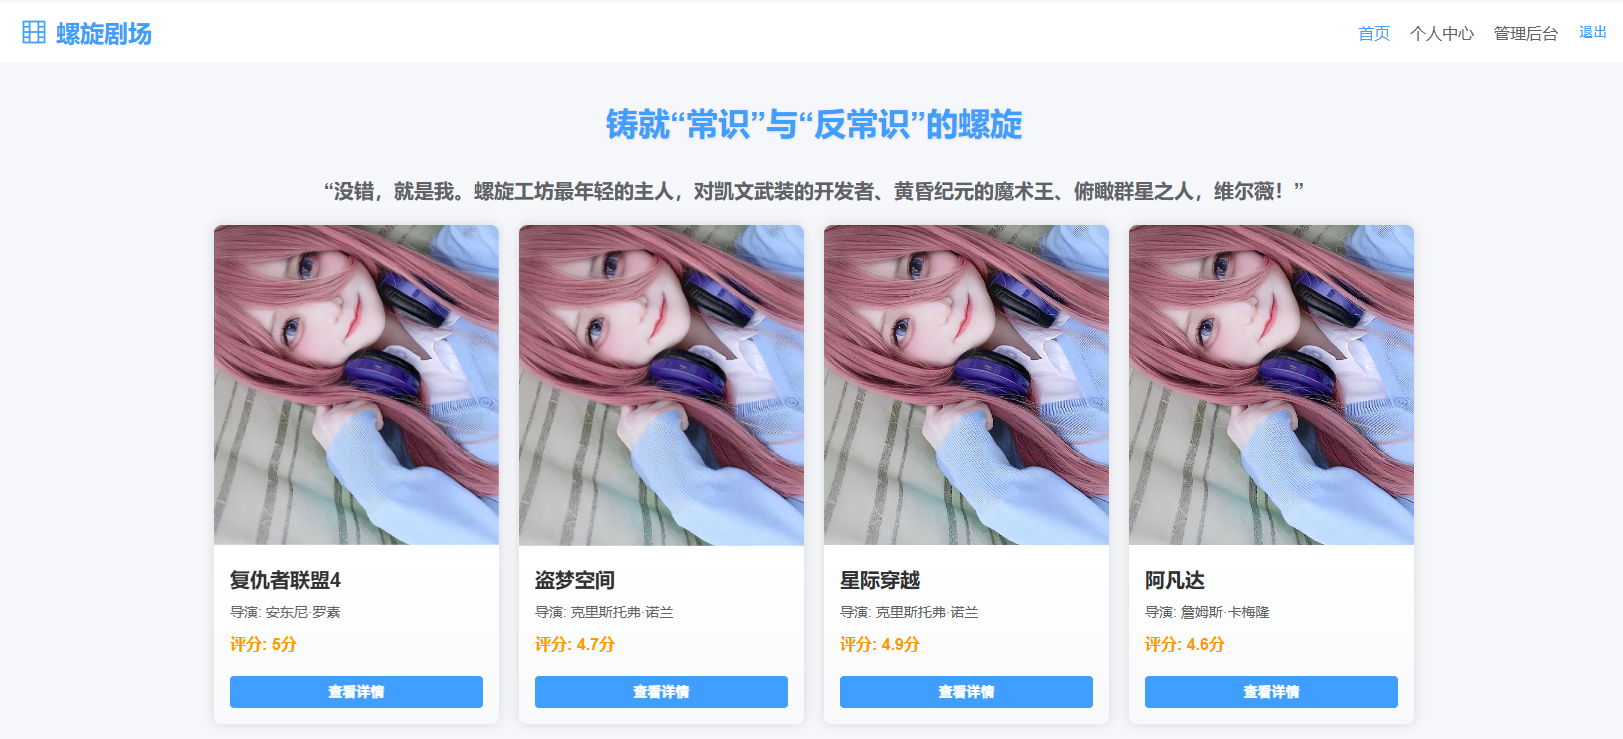 螺旋剧场
首页 个人中心 管理后台 退出
铸就“常识”与“反常识”的螺旋
“没错，就是我。螺旋工坊最年轻的主人，对凯文武装的开发者、黄昏纪元的魔术王、俯瞰群星之人，维尔薇！”
复仇者联盟4
导演: 安东尼·罗素
评分: 5分
查看详情
盗梦空间
导演: 克里斯托弗·诺兰
评分: 4.7分
查看详情
星际穿越
导演: 克里斯托弗·诺兰
评分: 4.9分
查看详情
阿凡达
导演: 詹姆斯·卡梅隆
评分: 4.6分
查看详情